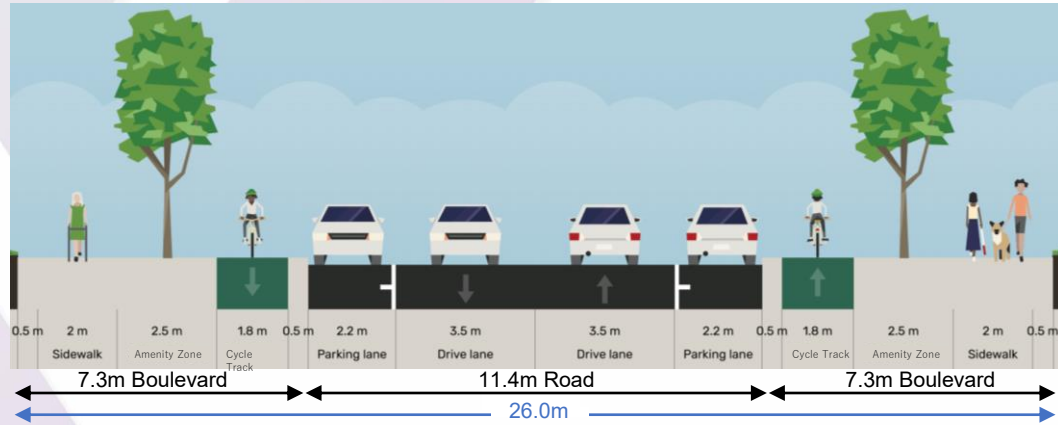 0.5 m 2 m 2.5 m 1.8 m 0.5 m 2.2 m 3.5 m 3.5 m 2.2 m 0.5 m 1.8 m 2.5 m 2 m 0.5 m
Sidewalk Amenity Zone Cycle Track Parking lane Drive lane Drive lane Parking lane Cycle Track Amenity Zone Sidewalk
7.3m Boulevard 11.4m Road 7.3m Boulevard
26.0m